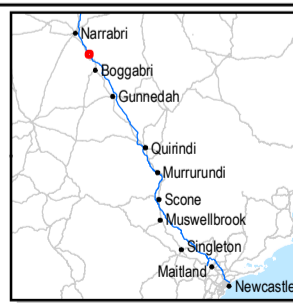 Narrabri
Boggabri
Gunnedah
Quirindi
Murrurundi
Scone
Muswellbrook
Singleton
Maitland
Newcastle